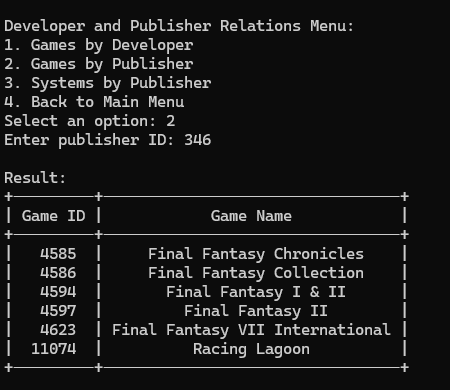 Developer and Publisher Relations Menu:
1. Games by Developer
2. Games by Publisher
3. Systems by Publisher
4. Back to Main Menu
Select an option: 2
Enter publisher ID: 346
Result:
+---------+--------------------------------+
| Game ID |           Game Name            |
+---------+--------------------------------+
|   4585  |    Final Fantasy Chronicles    |
|   4586  |    Final Fantasy Collection    |
|   4594  |      Final Fantasy I & II      |
|   4597  |        Final Fantasy II        |
|   4623  | Final Fantasy VII International |
|  11074  |         Racing Lagoon          |
+---------+--------------------------------+